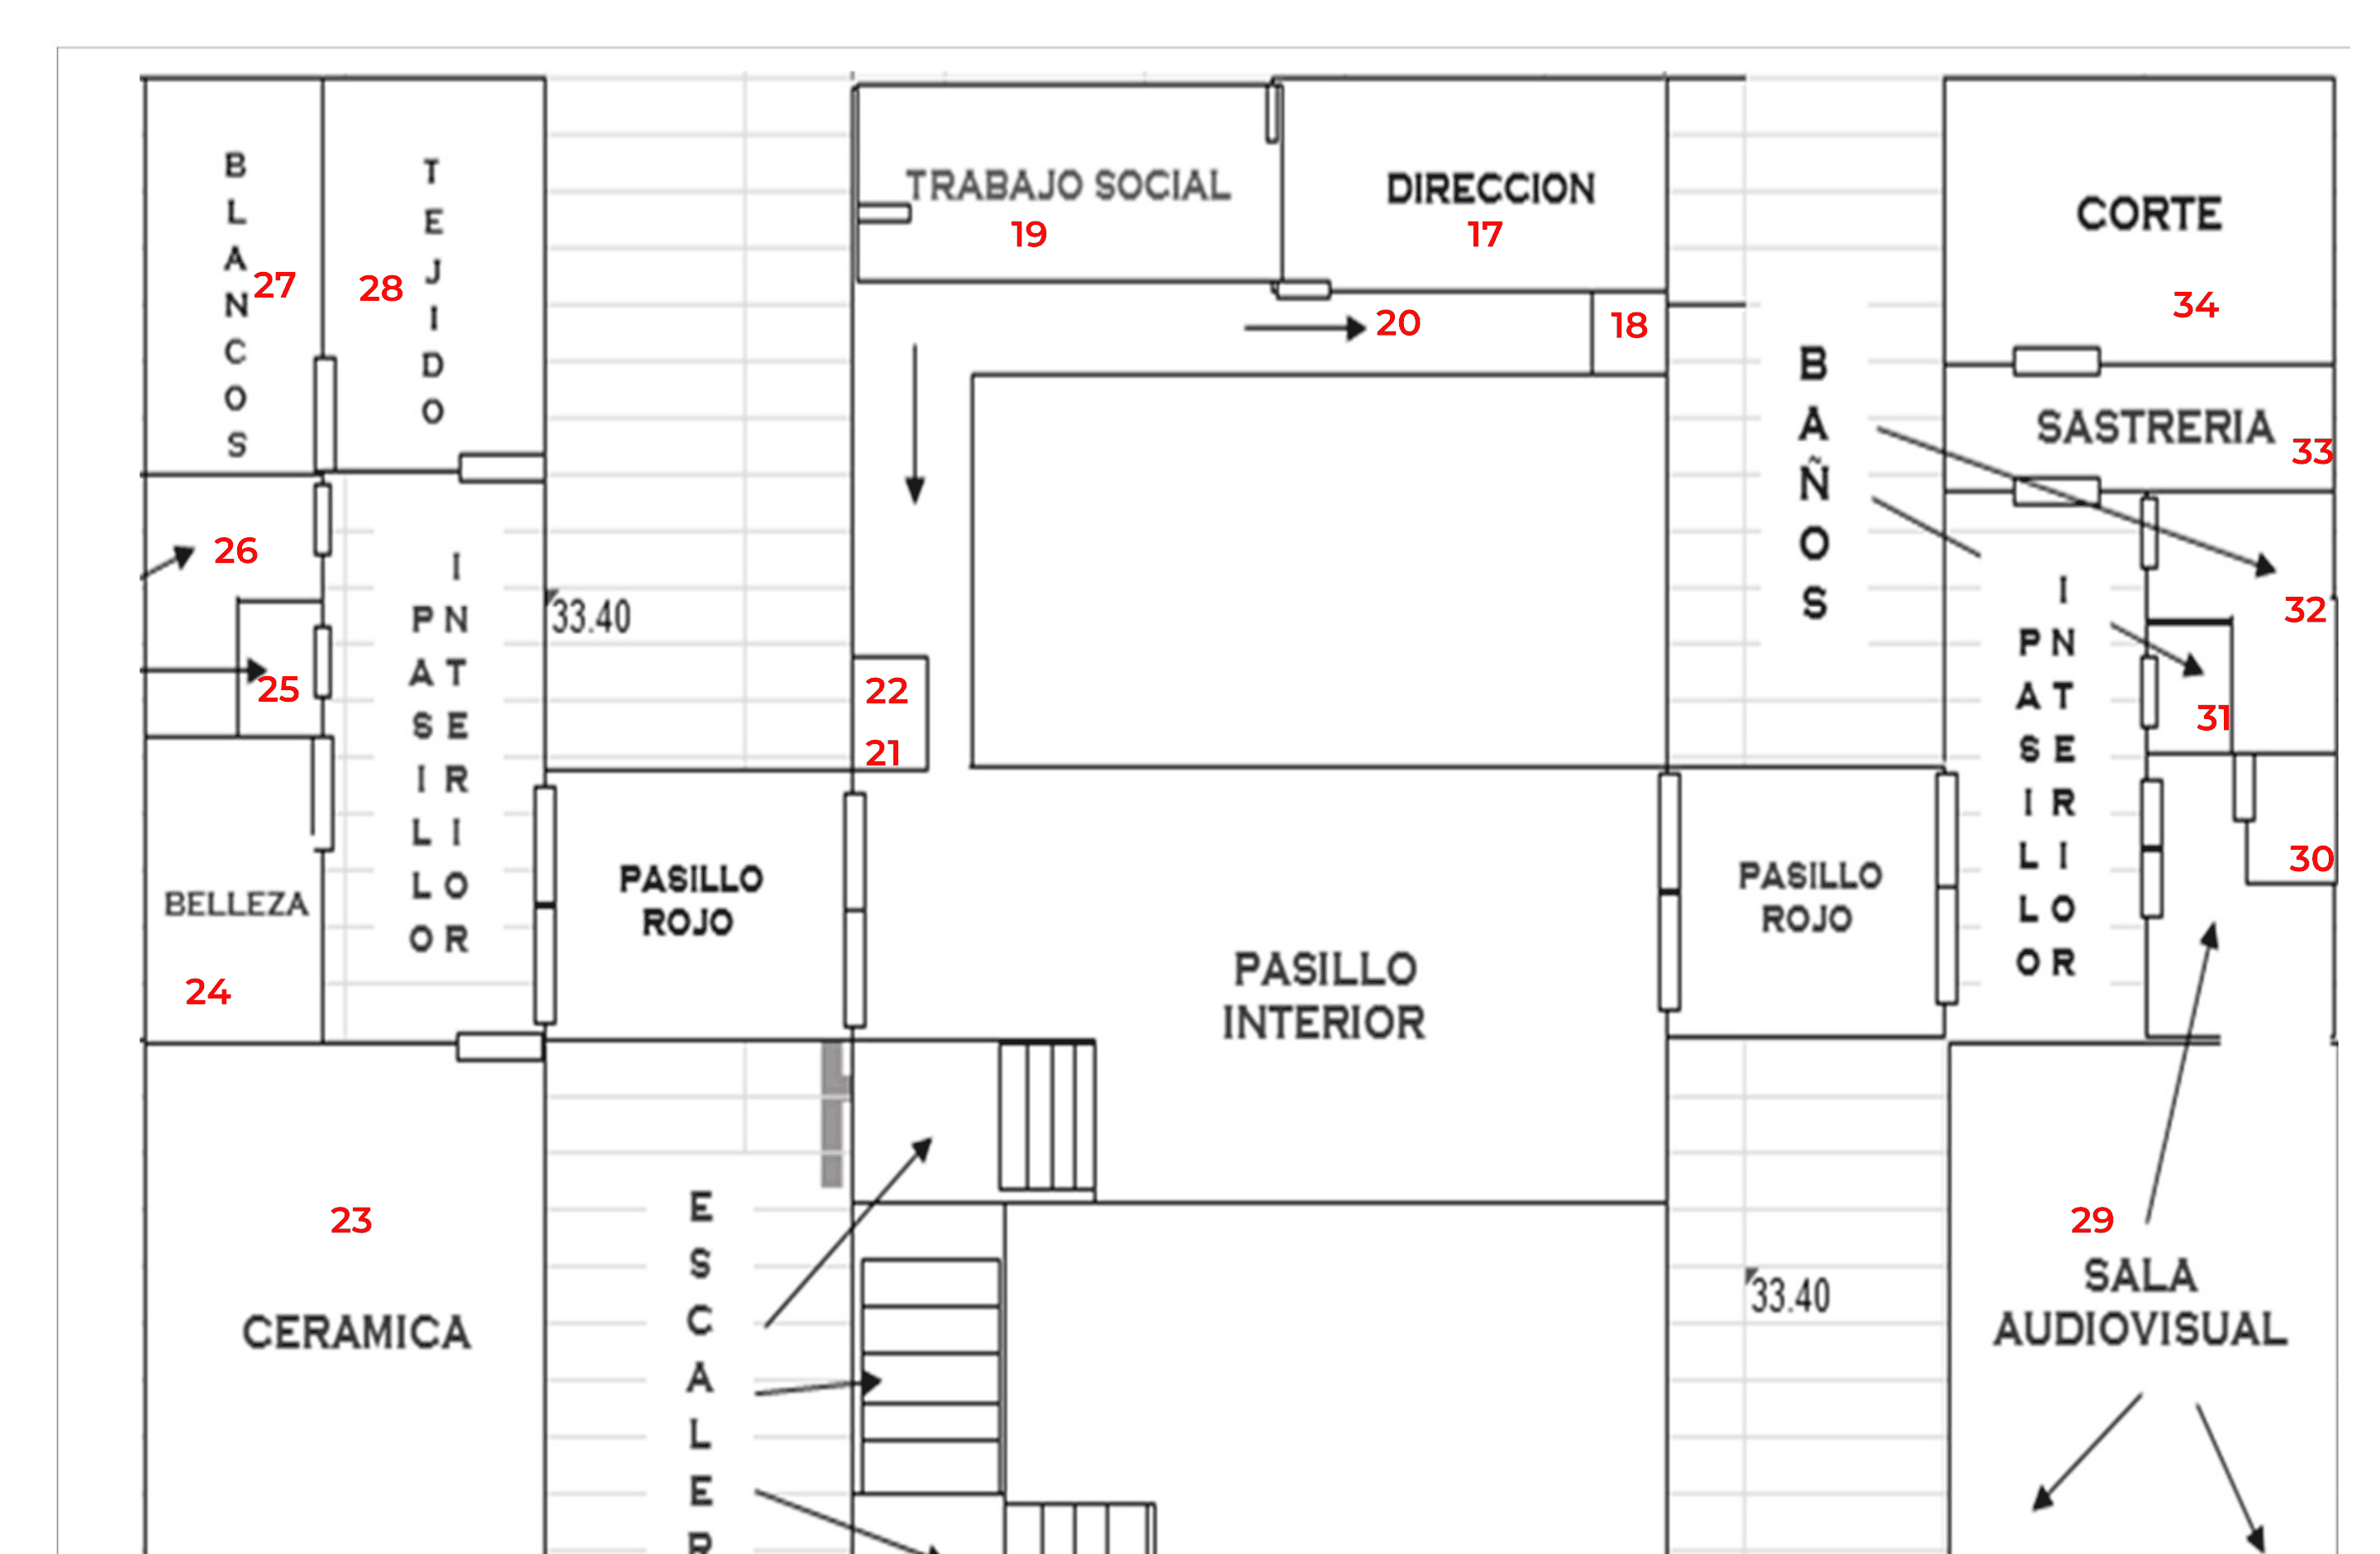 BLANCOS
27
TEJIDO
28
TRABAJO SOCIAL
19
DIRECCION
17
CORTE
34
20
18
BAÑOS
SASTRERIA
33
26
25
PASILLO
INTERIOR
33.40
22
21
32
31
PASILLO
INTERIOR
30
BELLEZA
24
PASILLO
ROJO
PASILLO
INTERIOR
PASILLO
ROJO
23
CERAMICA
ESCALER
33.40
29
SALA
AUDIOVISUAL